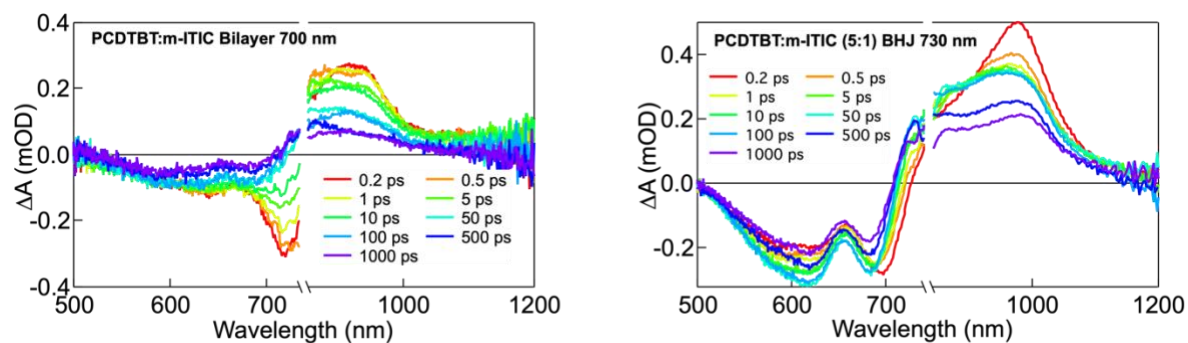 PCDTBT:m-ITIC Bilayer 700 nm
ΔA (mOD)
0.4
0.2
0.0
-0.2
-0.4
0.2 ps 0.5 ps
1 ps 5 ps
10 ps 50 ps
100 ps 500 ps
1000 ps
500 600 700 1000 1200
Wavelength (nm)
PCDTBT:m-ITIC (5:1) BHJ 730 nm
ΔA (mOD)
0.4
0.2
0.0
-0.2
0.2 ps 0.5 ps
1 ps 5 ps
10 ps 50 ps
100 ps 500 ps
1000 ps
500 600 700 1000 1200
Wavelength (nm)